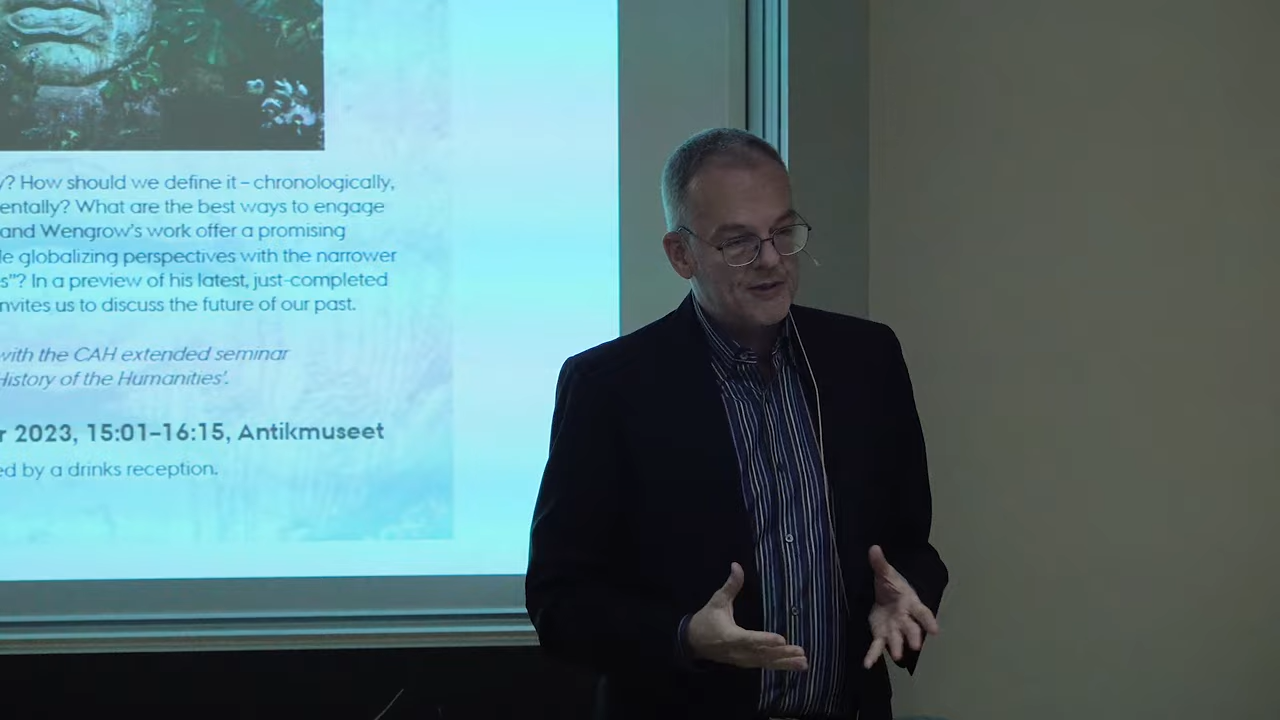 y? How should we define it – chronologically,
entally? What are the best ways to engage
and Wengrow's work offer a promising
le globalizing perspectives with the narrower
s"? In a preview of his latest, just-completed
nvites us to discuss the future of our past.
with the CAH extended seminar
History of the Humanities'.
r 2023, 15:01–16:15, Antikmuseet
ed by a drinks reception.